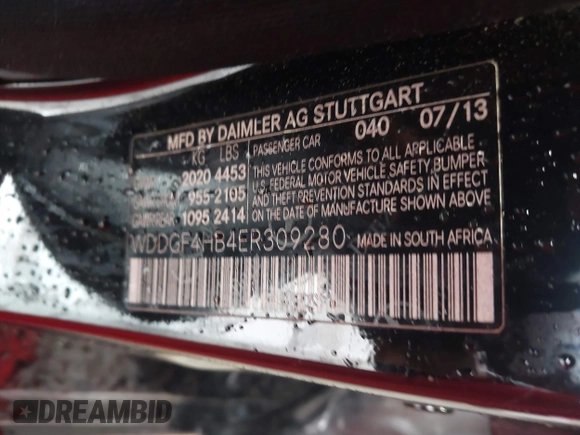 MFD BY DAIMLER AG STUTTGART
KG LBS PASSENGER CAR 040 07/13
2020 4453 THIS VEHICLE CONFORMS TO ALL APPLICABLE
955-2105 U.S. FEDERAL MOTOR VEHICLE SAFETY, BUMPER
1095 2414 AND THEFT PREVENTION STANDARDS IN EFFECT
ON THE DATE OF MANUFACTURE SHOWN ABOVE
WDDGF4HB4ER309280 MADE IN SOUTH AFRICA
DREAMBID